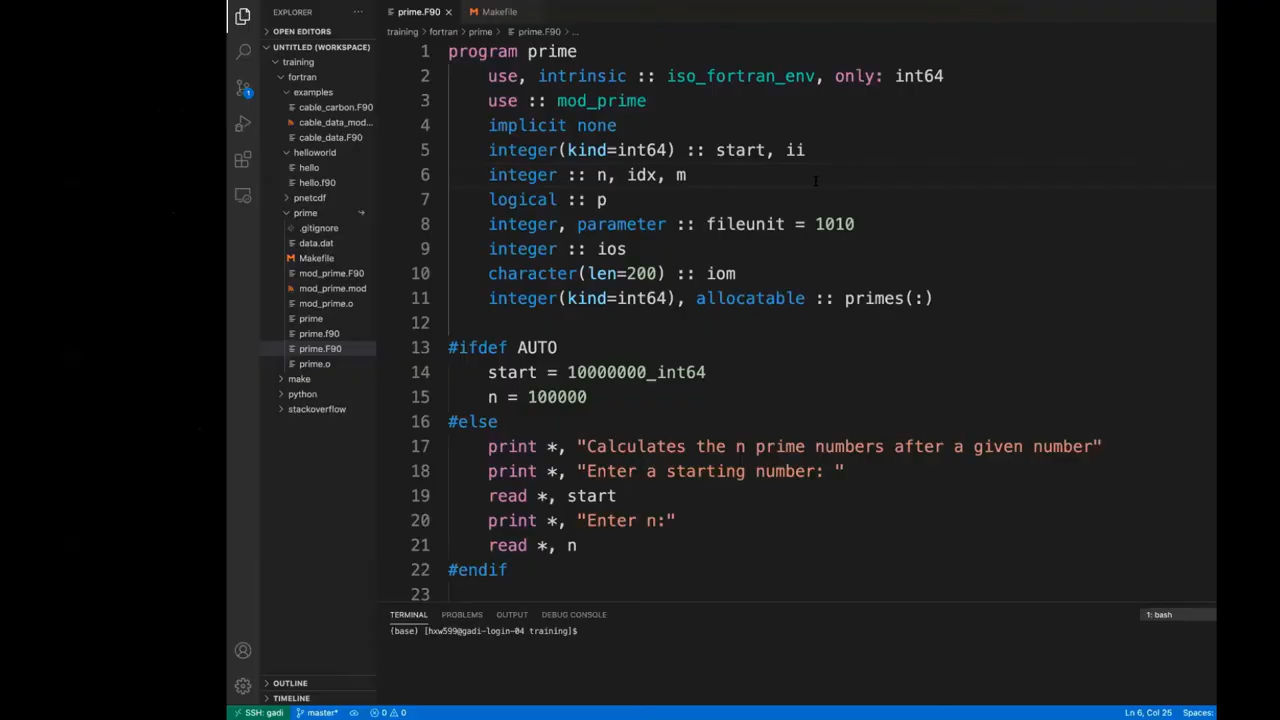 EXPLORER
OPEN EDITORS
UNTITLED (WORKSPACE)
training
fortran
examples
cable_carbon.F90
cable_data_mod...
cable_data.F90
helloworld
hello
hello.f90
pnetcdf
prime
.gitignore
data.dat
Makefile
mod_prime.F90
mod_prime.mod
mod_prime.o
prime
prime.f90
prime.F90
prime.o
make
python
stackoverflow
OUTLINE
TIMELINE
prime.F90 Makefile
training > fortran > prime > prime.F90 > ...
1 program prime
2 use, intrinsic :: iso_fortran_env, only: int64
3 use :: mod_prime
4 implicit none
5 integer(kind=int64) :: start, ii
6 integer :: n, idx, m
7 logical :: p
8 integer, parameter :: fileunit = 1010
9 integer :: ios
10 character(len=200) :: iom
11 integer(kind=int64), allocatable :: primes(:)
12
13 #ifdef AUTO
14 start = 10000000_int64
15 n = 100000
16 #else
17 print *, "Calculates the n prime numbers after a given number"
18 print *, "Enter a starting number: "
19 read *, start
20 print *, "Enter n:"
21 read *, n
22 #endif
23
TERMINAL PROBLEMS OUTPUT DEBUG CONSOLE 1: bash
(base) [hxw599@gadi-login-04 training]$
SSH: gadi master* 0 0 Ln 6, Col 25 Spaces: